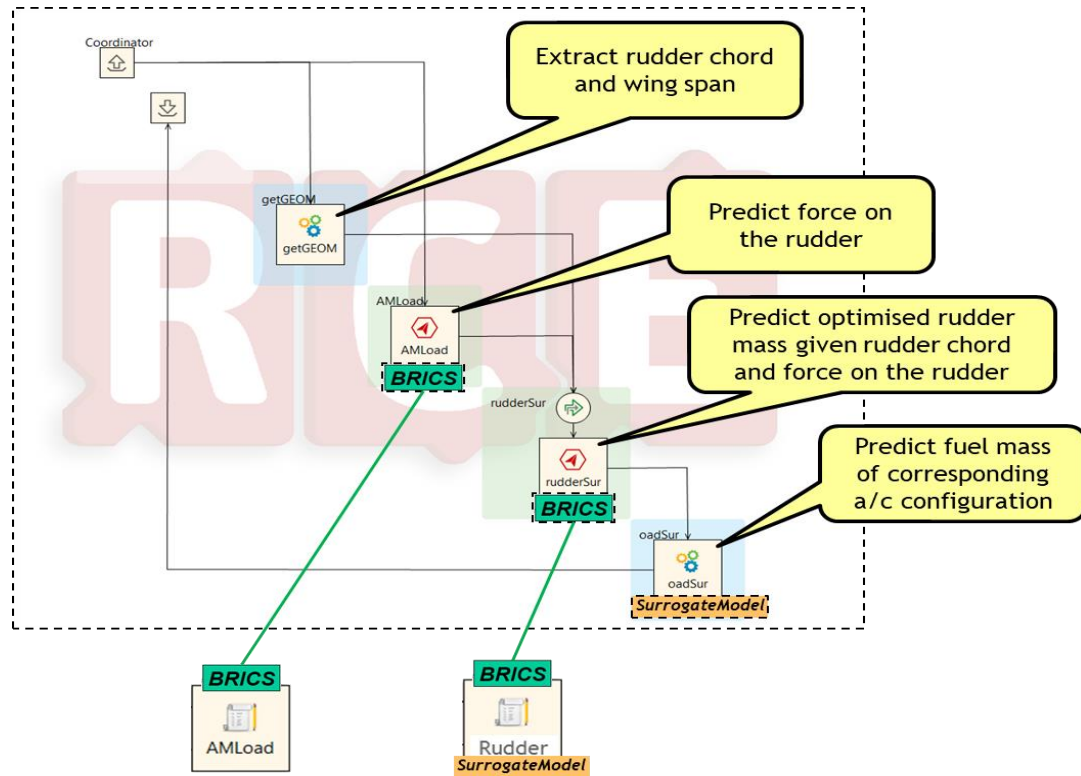 Coordinator
Extract rudder chord
and wing span
RCE
getGEOM
getGEOM
Predict force on
the rudder
AMLoad
AMLoad
BRICS
Predict optimised rudder
mass given rudder chord
and force on the rudder
rudderSur
rudderSur
BRICS
Predict fuel mass
of corresponding
a/c configuration
oadSur
oadSur
SurrogateModel
BRICS
AMLoad
BRICS
Rudder
SurrogateModel